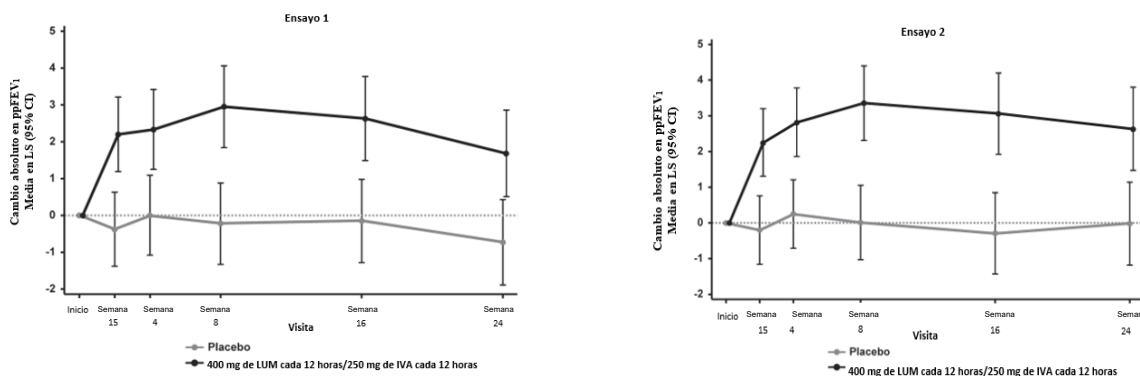 Ensayo 1
Cambio absoluto en ppFEV1
Media en LS (95% CI)
5
4
3
2
1
0
-1
-2
Inicio
Semana
15
Semana
4
Semana
8
Semana
16
Semana
24
Visita
Placebo
400 mg de LUM cada 12 horas/250 mg de IVA cada 12 horas
Ensayo 2
Cambio absoluto en ppFEV1
Media en LS (95% CI)
5
4
3
2
1
0
-1
-2
Inicio
Semana
15
Semana
4
Semana
8
Semana
16
Semana
24
Visita
Placebo
400 mg de LUM cada 12 horas/250 mg de IVA cada 12 horas